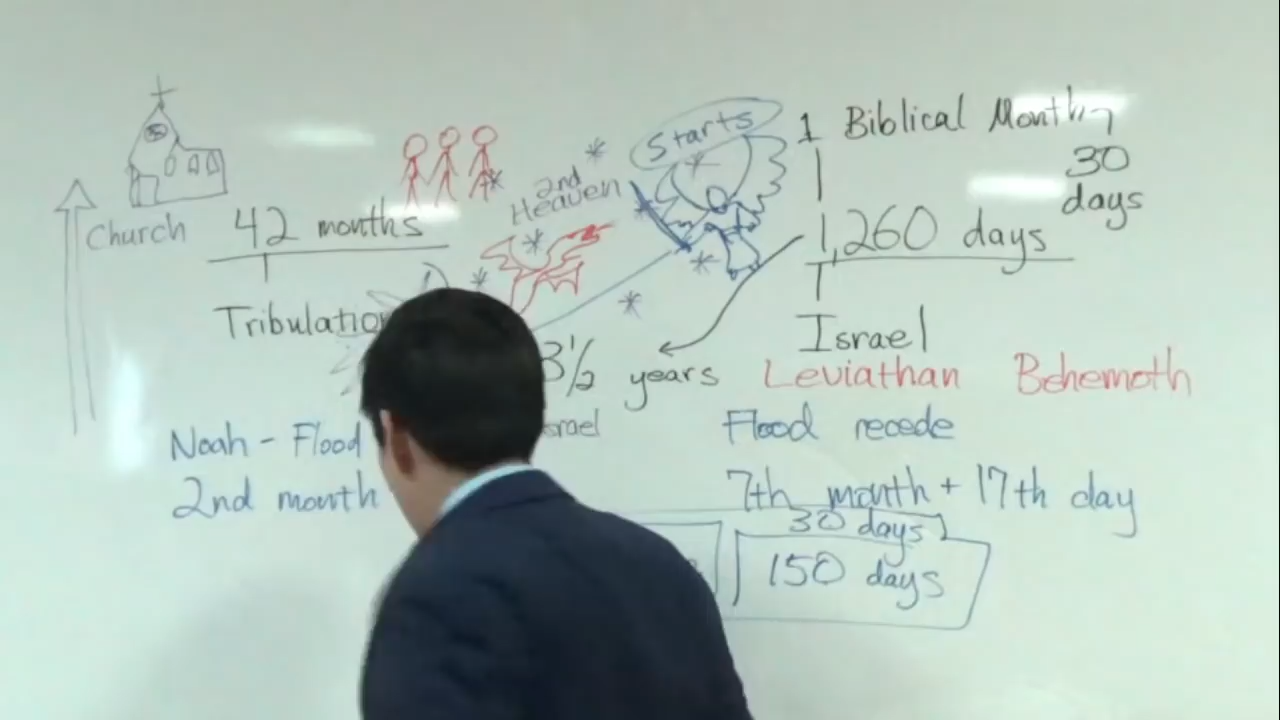 Starts
1 Biblical Month
30
days
2nd
Heaven
Church
42 months
1,260 days
Tribulation
Israel
3½ years
Leviathan Behemoth
Noah - Flood
srael
Flood recede
2nd month
7th month + 17th day
30 days
150 days